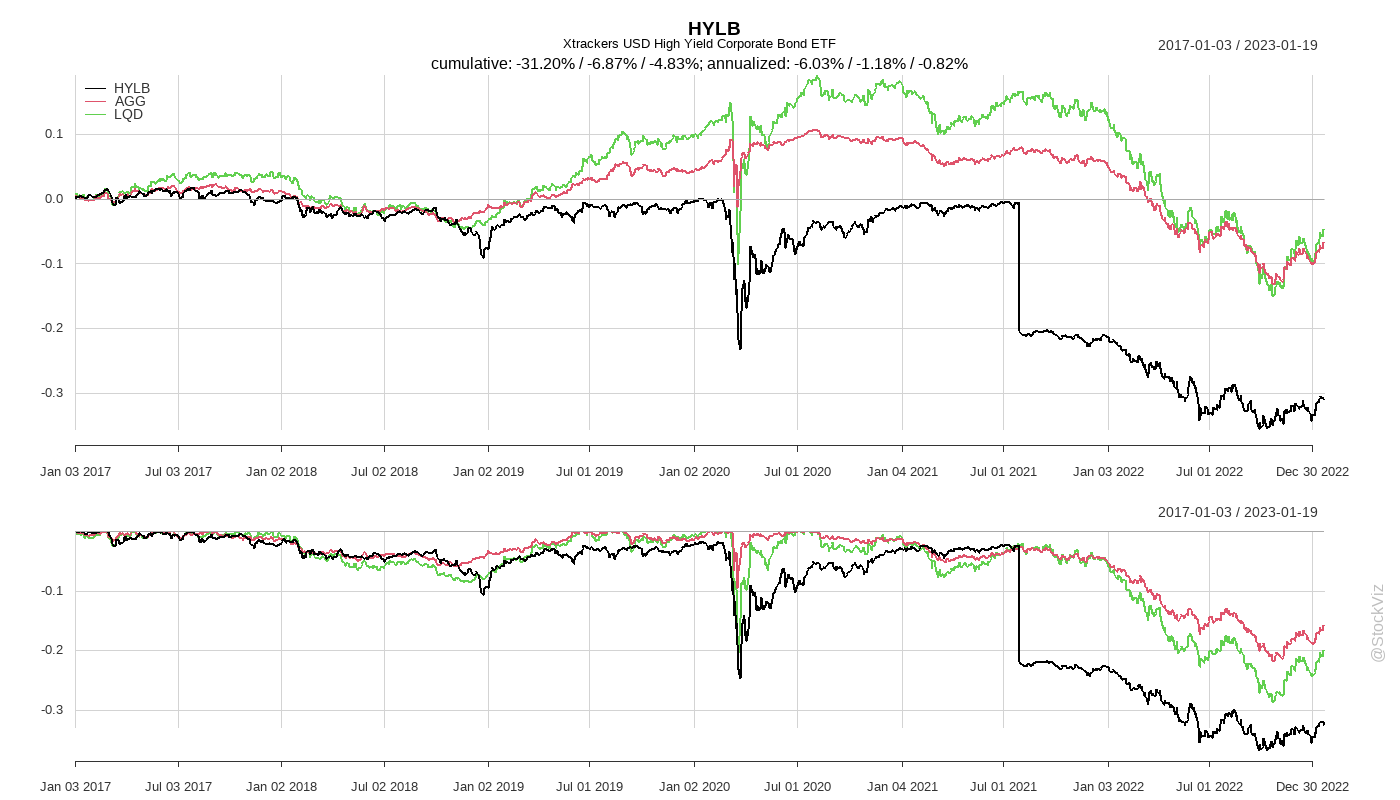 HYLB
Xtrackers USD High Yield Corporate Bond ETF
2017-01-03 / 2023-01-19
cumulative: -31.20% / -6.87% / -4.83%; annualized: -6.03% / -1.18% / -0.82%
HYLB
AGG
LQD
0.1
0.0
-0.1
-0.2
-0.3
Jan 03 2017 Jul 03 2017 Jan 02 2018 Jul 02 2018 Jan 02 2019 Jul 01 2019 Jan 02 2020 Jul 01 2020 Jan 04 2021 Jul 01 2021 Jan 03 2022 Jul 01 2022 Dec 30 2022
2017-01-03 / 2023-01-19
-0.1
-0.2
-0.3
Jan 03 2017 Jul 03 2017 Jan 02 2018 Jul 02 2018 Jan 02 2019 Jul 01 2019 Jan 02 2020 Jul 01 2020 Jan 04 2021 Jul 01 2021 Jan 03 2022 Jul 01 2022 Dec 30 2022
@StockViz